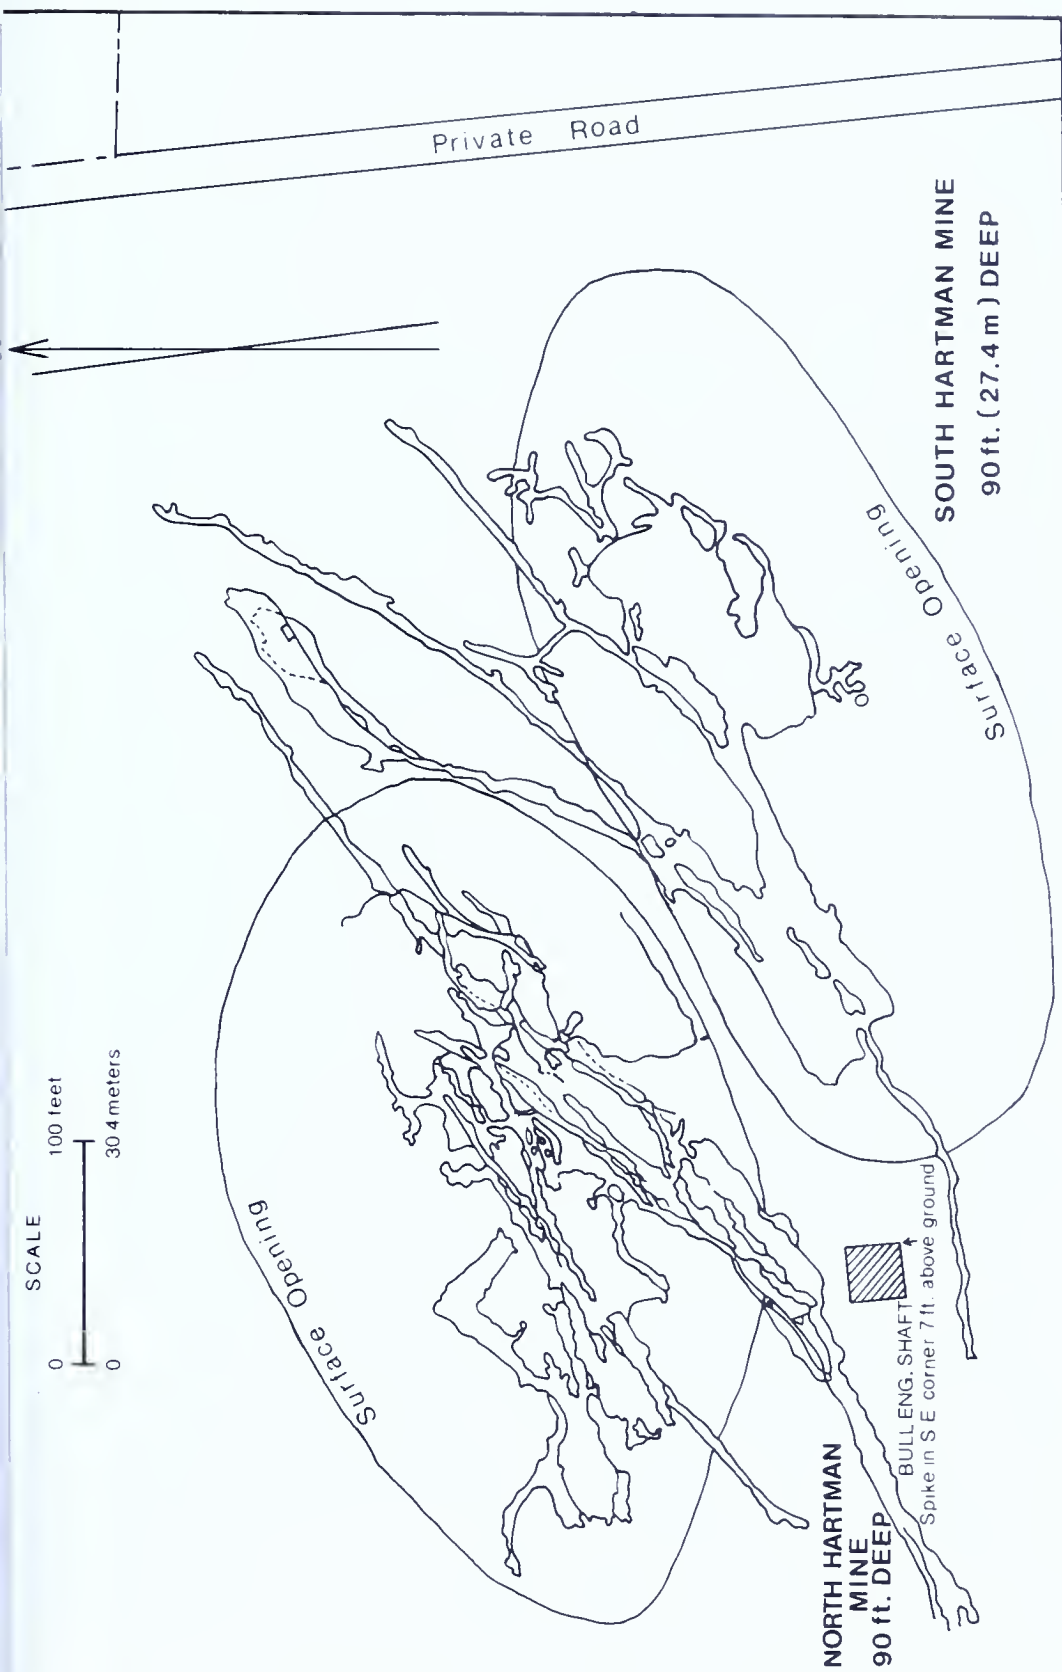 Private Road
SOUTH HARTMAN MINE
90 ft. (27.4 m) DEEP
Surface Opening
SCALE
0 100 feet
0 30 4 meters
Surface Opening
NORTH HARTMAN
MINE
90 ft. DEEP
BULL ENG. SHAFT
Spike in S E corner 7 ft. above ground